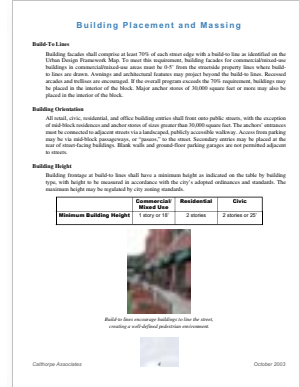 Building Placement and Massing
Build-To Lines
Building facades shall comprise at least 70% of each street edge with a build-to line as identified on the
Urban Design Framework Map. To meet this requirement, building facades for commercial/mixed-use
buildings in commercial/mixed-use areas must be 0-5' from the streetside property lines where build-
to lines are drawn. Awnings and architectural features may project beyond the build-to lines. Recessed
arcades and trellises are encouraged. If the overall program exceeds the 70% requirement, buildings may
be placed in the interior of the block. Major anchor stores of 30,000 square feet or more may also be
placed in the interior of the block.
Building Orientation
All retail, civic, residential, and office building entries shall front onto public streets, with the exception
of mid-block residences and anchor stores of sizes greater than 30,000 square feet. The anchors' entrances
must be connected to adjacent streets via a landscaped, publicly accessible walkway. Access from parking
may be via mid-block passageways, or "paseos," to the street. Secondary entries may be placed at the
rear of street-facing buildings. Blank walls and ground-floor parking garages are not permitted adjacent
to streets.
Building Height
Building frontage at build-to lines shall have a minimum height as indicated on the table by building
type, with height to be measured in accordance with the city's adopted ordinances and standards. The
maximum height may be regulated by city zoning standards.
Commercial/ Residential Civic
Mixed Use
Minimum Building Height 1 story or 18' 2 stories 2 stories or 25'
Build-to lines encourage buildings to line the street,
creating a well-defined pedestrian environment.
Calthorpe Associates 4 October 2003